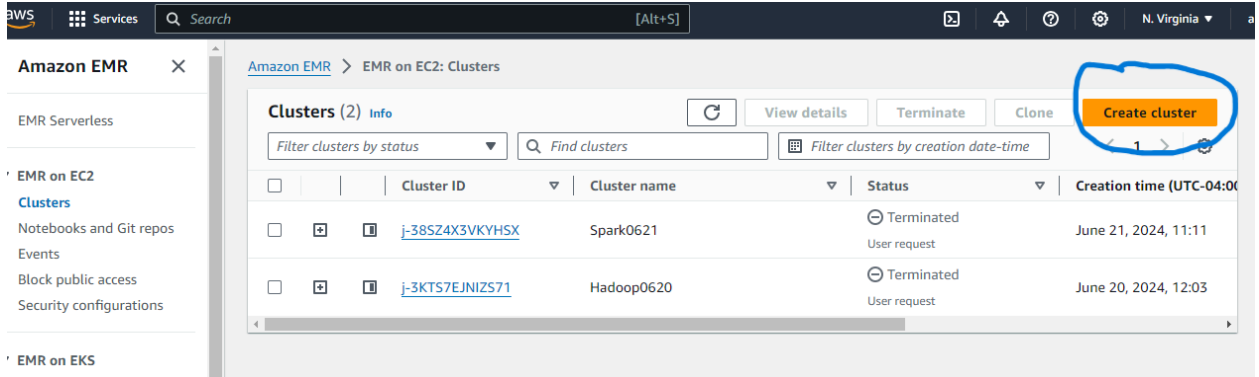 aws Services Search [Alt+S] N. Virginia ▼
Amazon EMR
EMR Serverless
EMR on EC2
Clusters
Notebooks and Git repos
Events
Block public access
Security configurations
EMR on EKS
Amazon EMR > EMR on EC2: Clusters
Clusters (2) Info View details Terminate Clone Create cluster
Filter clusters by status Find clusters Filter clusters by creation date-time 1
Cluster ID Cluster name Status Creation time (UTC-04:00
j-38SZ4X3VKYHSX Spark0621 Terminated June 21, 2024, 11:11
User request
j-3KTS7EJNIZS71 Hadoop0620 Terminated June 20, 2024, 12:03
User request